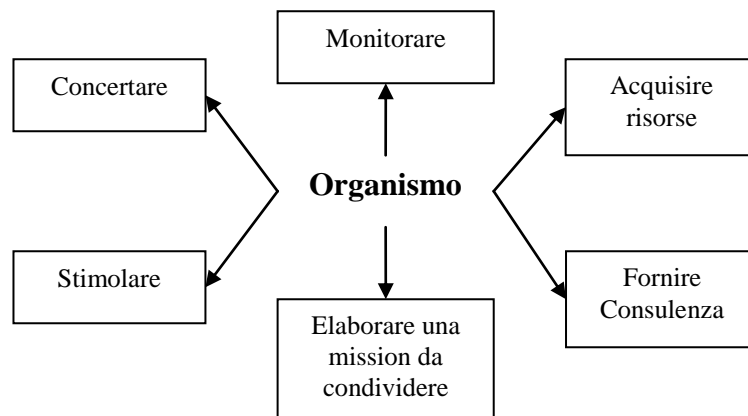 Monitorare
Concertare
Acquisire
risorse
Organismo
Stimolare
Fornire
Consulenza
Elaborare una
mission da
condividere